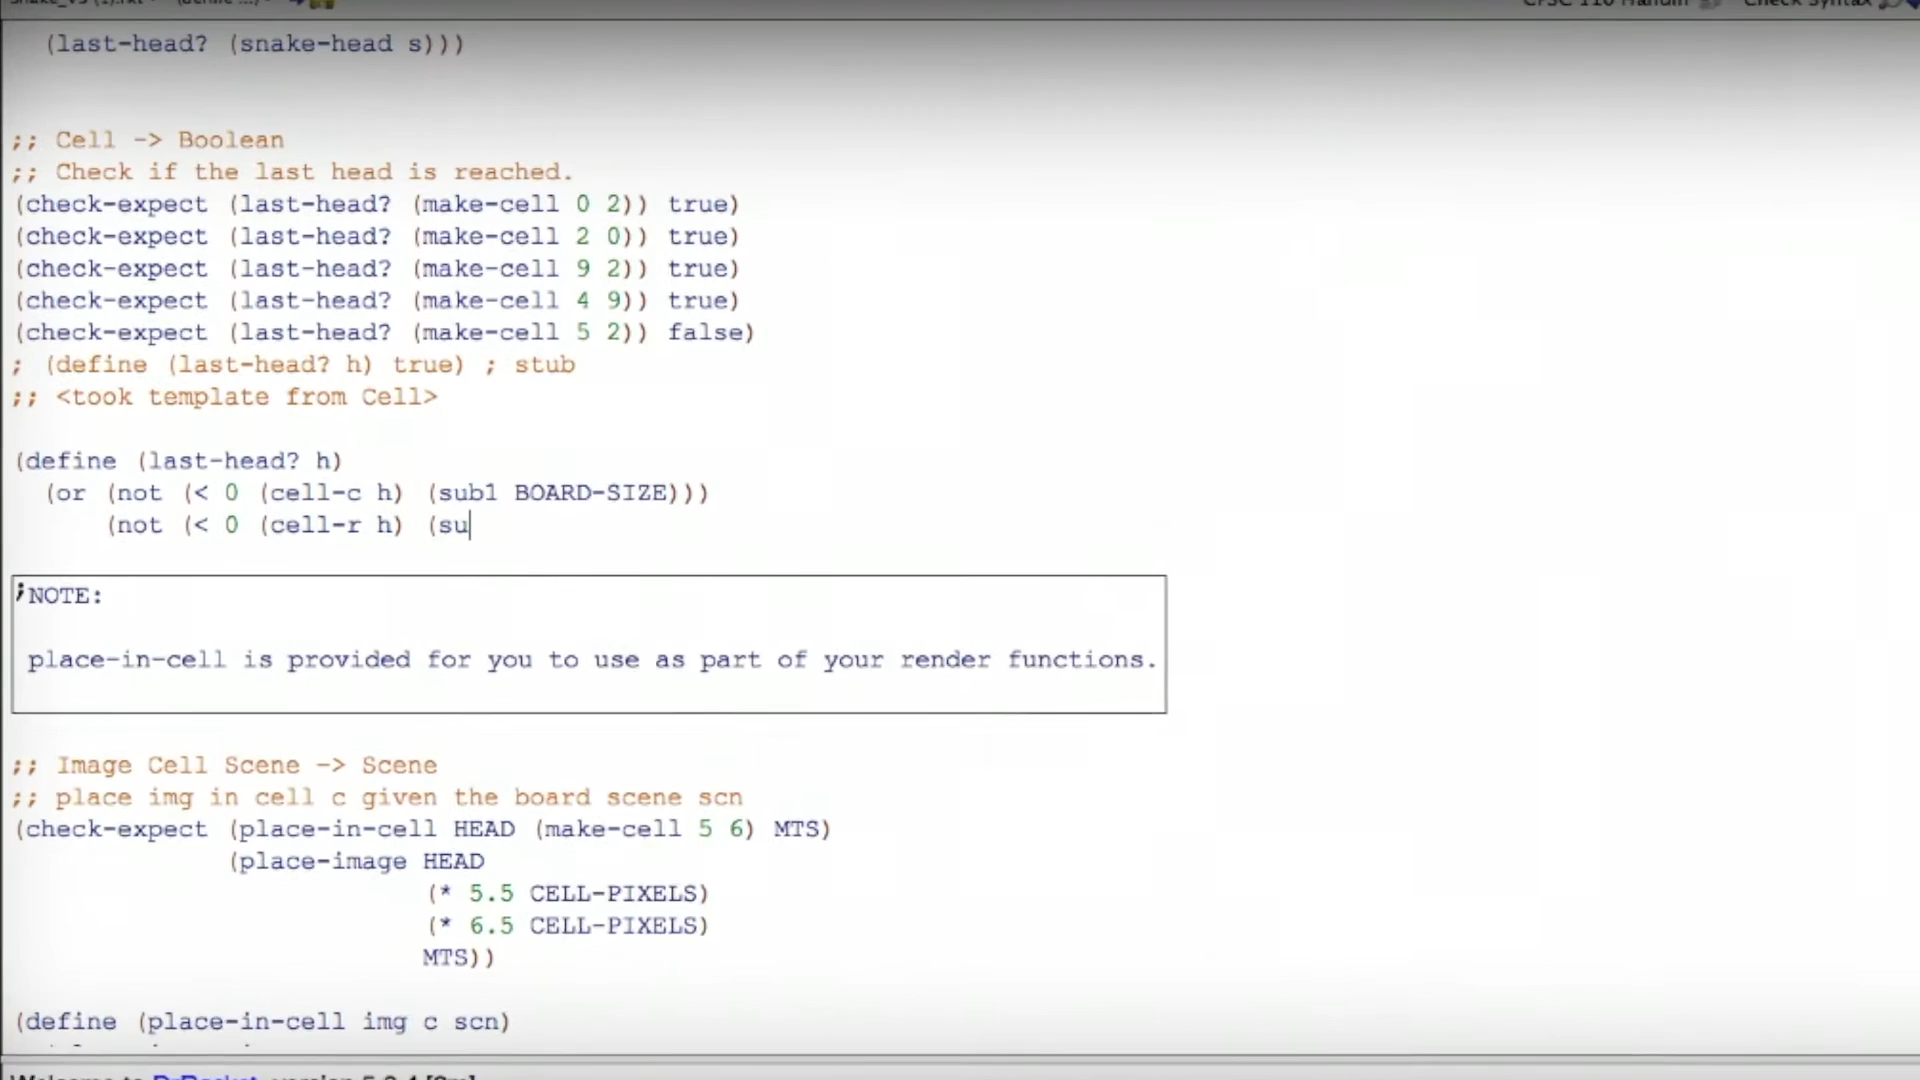 (last-head? (snake-head s)))
;; Cell -> Boolean
;; Check if the last head is reached.
(check-expect (last-head? (make-cell 0 2)) true)
(check-expect (last-head? (make-cell 2 0)) true)
(check-expect (last-head? (make-cell 9 2)) true)
(check-expect (last-head? (make-cell 4 9)) true)
(check-expect (last-head? (make-cell 5 2)) false)
; (define (last-head? h) true) ; stub
;; <took template from Cell>
(define (last-head? h)
(or (not (< 0 (cell-c h) (sub1 BOARD-SIZE)))
(not (< 0 (cell-r h) (su
;NOTE:
place-in-cell is provided for you to use as part of your render functions.
;; Image Cell Scene -> Scene
;; place img in cell c given the board scene scn
(check-expect (place-in-cell HEAD (make-cell 5 6) MTS)
(place-image HEAD
(* 5.5 CELL-PIXELS)
(* 6.5 CELL-PIXELS)
MTS))
(define (place-in-cell img c scn)